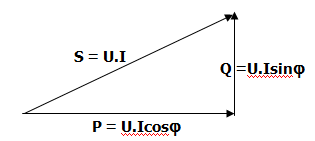 S = U.I
Q =U.Isinφ
P = U.Icosφ